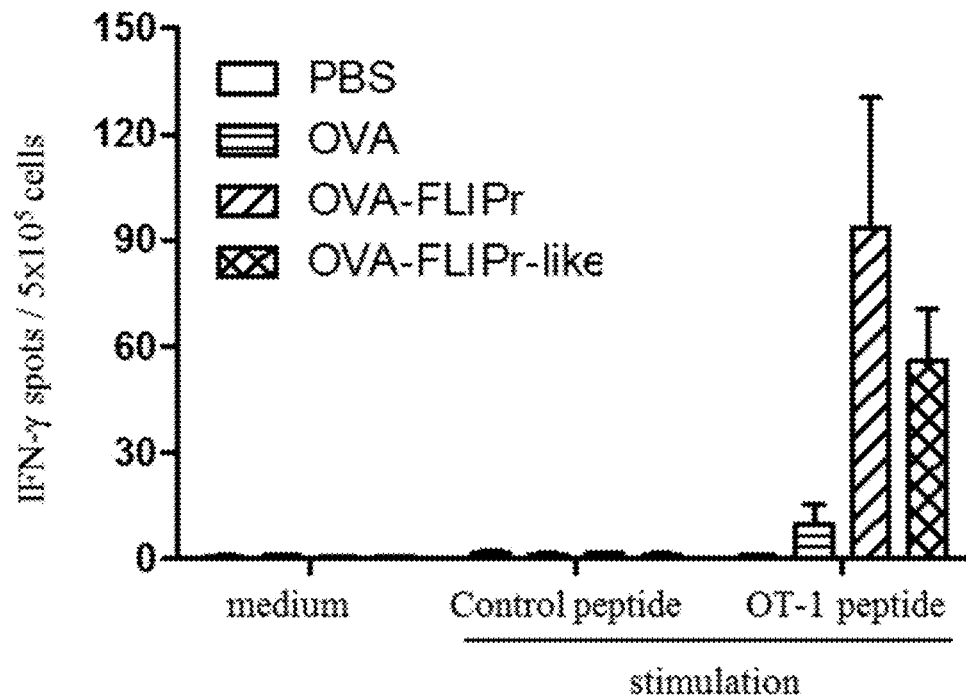 IFN-γ spots / 5x10⁵ cells
150
120
90
60
30
0
PBS
OVA
OVA-FLIPr
OVA-FLIPr-like
medium
Control peptide
OT-1 peptide
stimulation